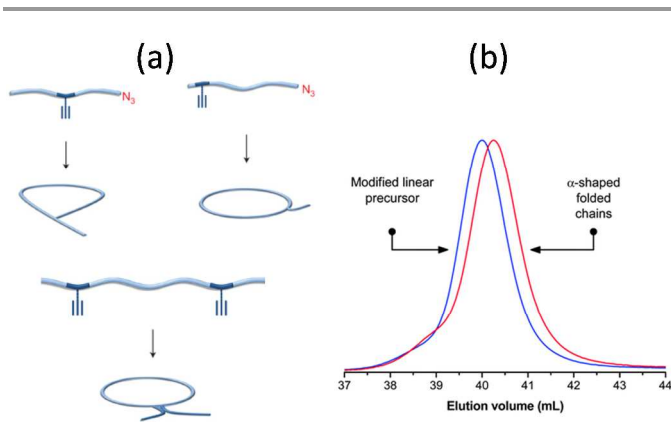 (a)
(b)
N3
N3
Modified linear
precursor
α-shaped
folded
chains
37 38 39 40 41 42 43 44
Elution volume (mL)